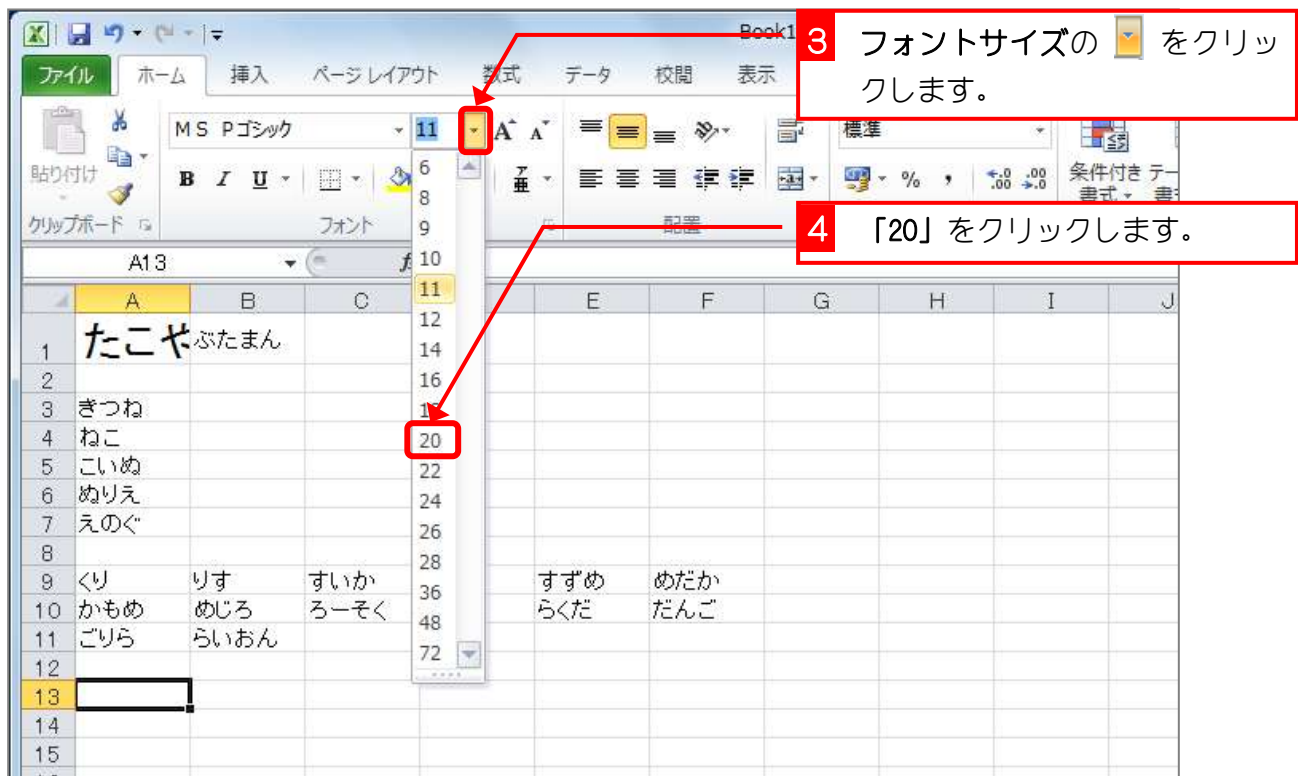 Book1
3 フォントサイズの をクリッ
クします。
ファイル ホーム 挿入 ページ レイアウト 数式 データ 校閲 表示
MS Pゴシック 11 A A 標準
貼り付け B I U ア亜 % , .0 .00 .00 .0 条件付き テー
書式 書
クリップボード フォント 配置
4 「20」をクリックします。
A13
A B C E F G H I J
6
8
9
10
11
12
14
16
20
22
24
26
28
36
48
72
1 たこや ぶたまん
2
3 きつね
4 ねこ
5 こいぬ
6 ぬりえ
7 えのぐ
8
9 くり りす すいか すずめ めだか
10 かもめ めじろ ろーそく らくだ だんご
11 ごりら らいおん
12
13
14
15